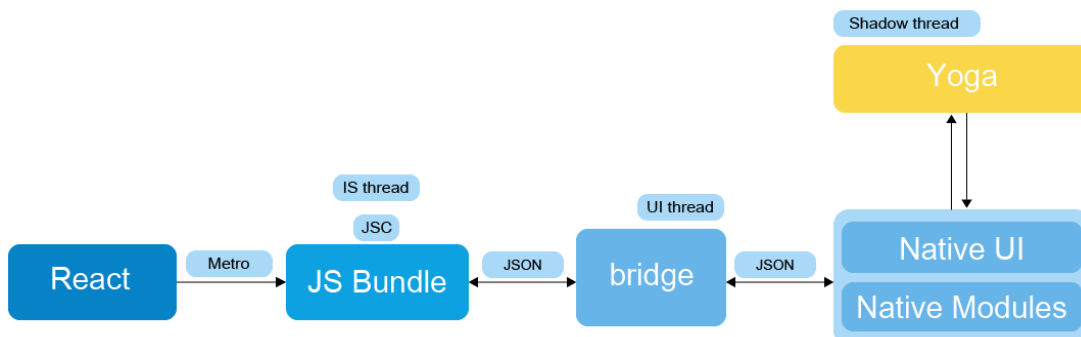 Shadow thread
Yoga
IS thread
UI thread
JSC
React
Metro
JS Bundle
JSON
bridge
JSON
Native UI
Native Modules